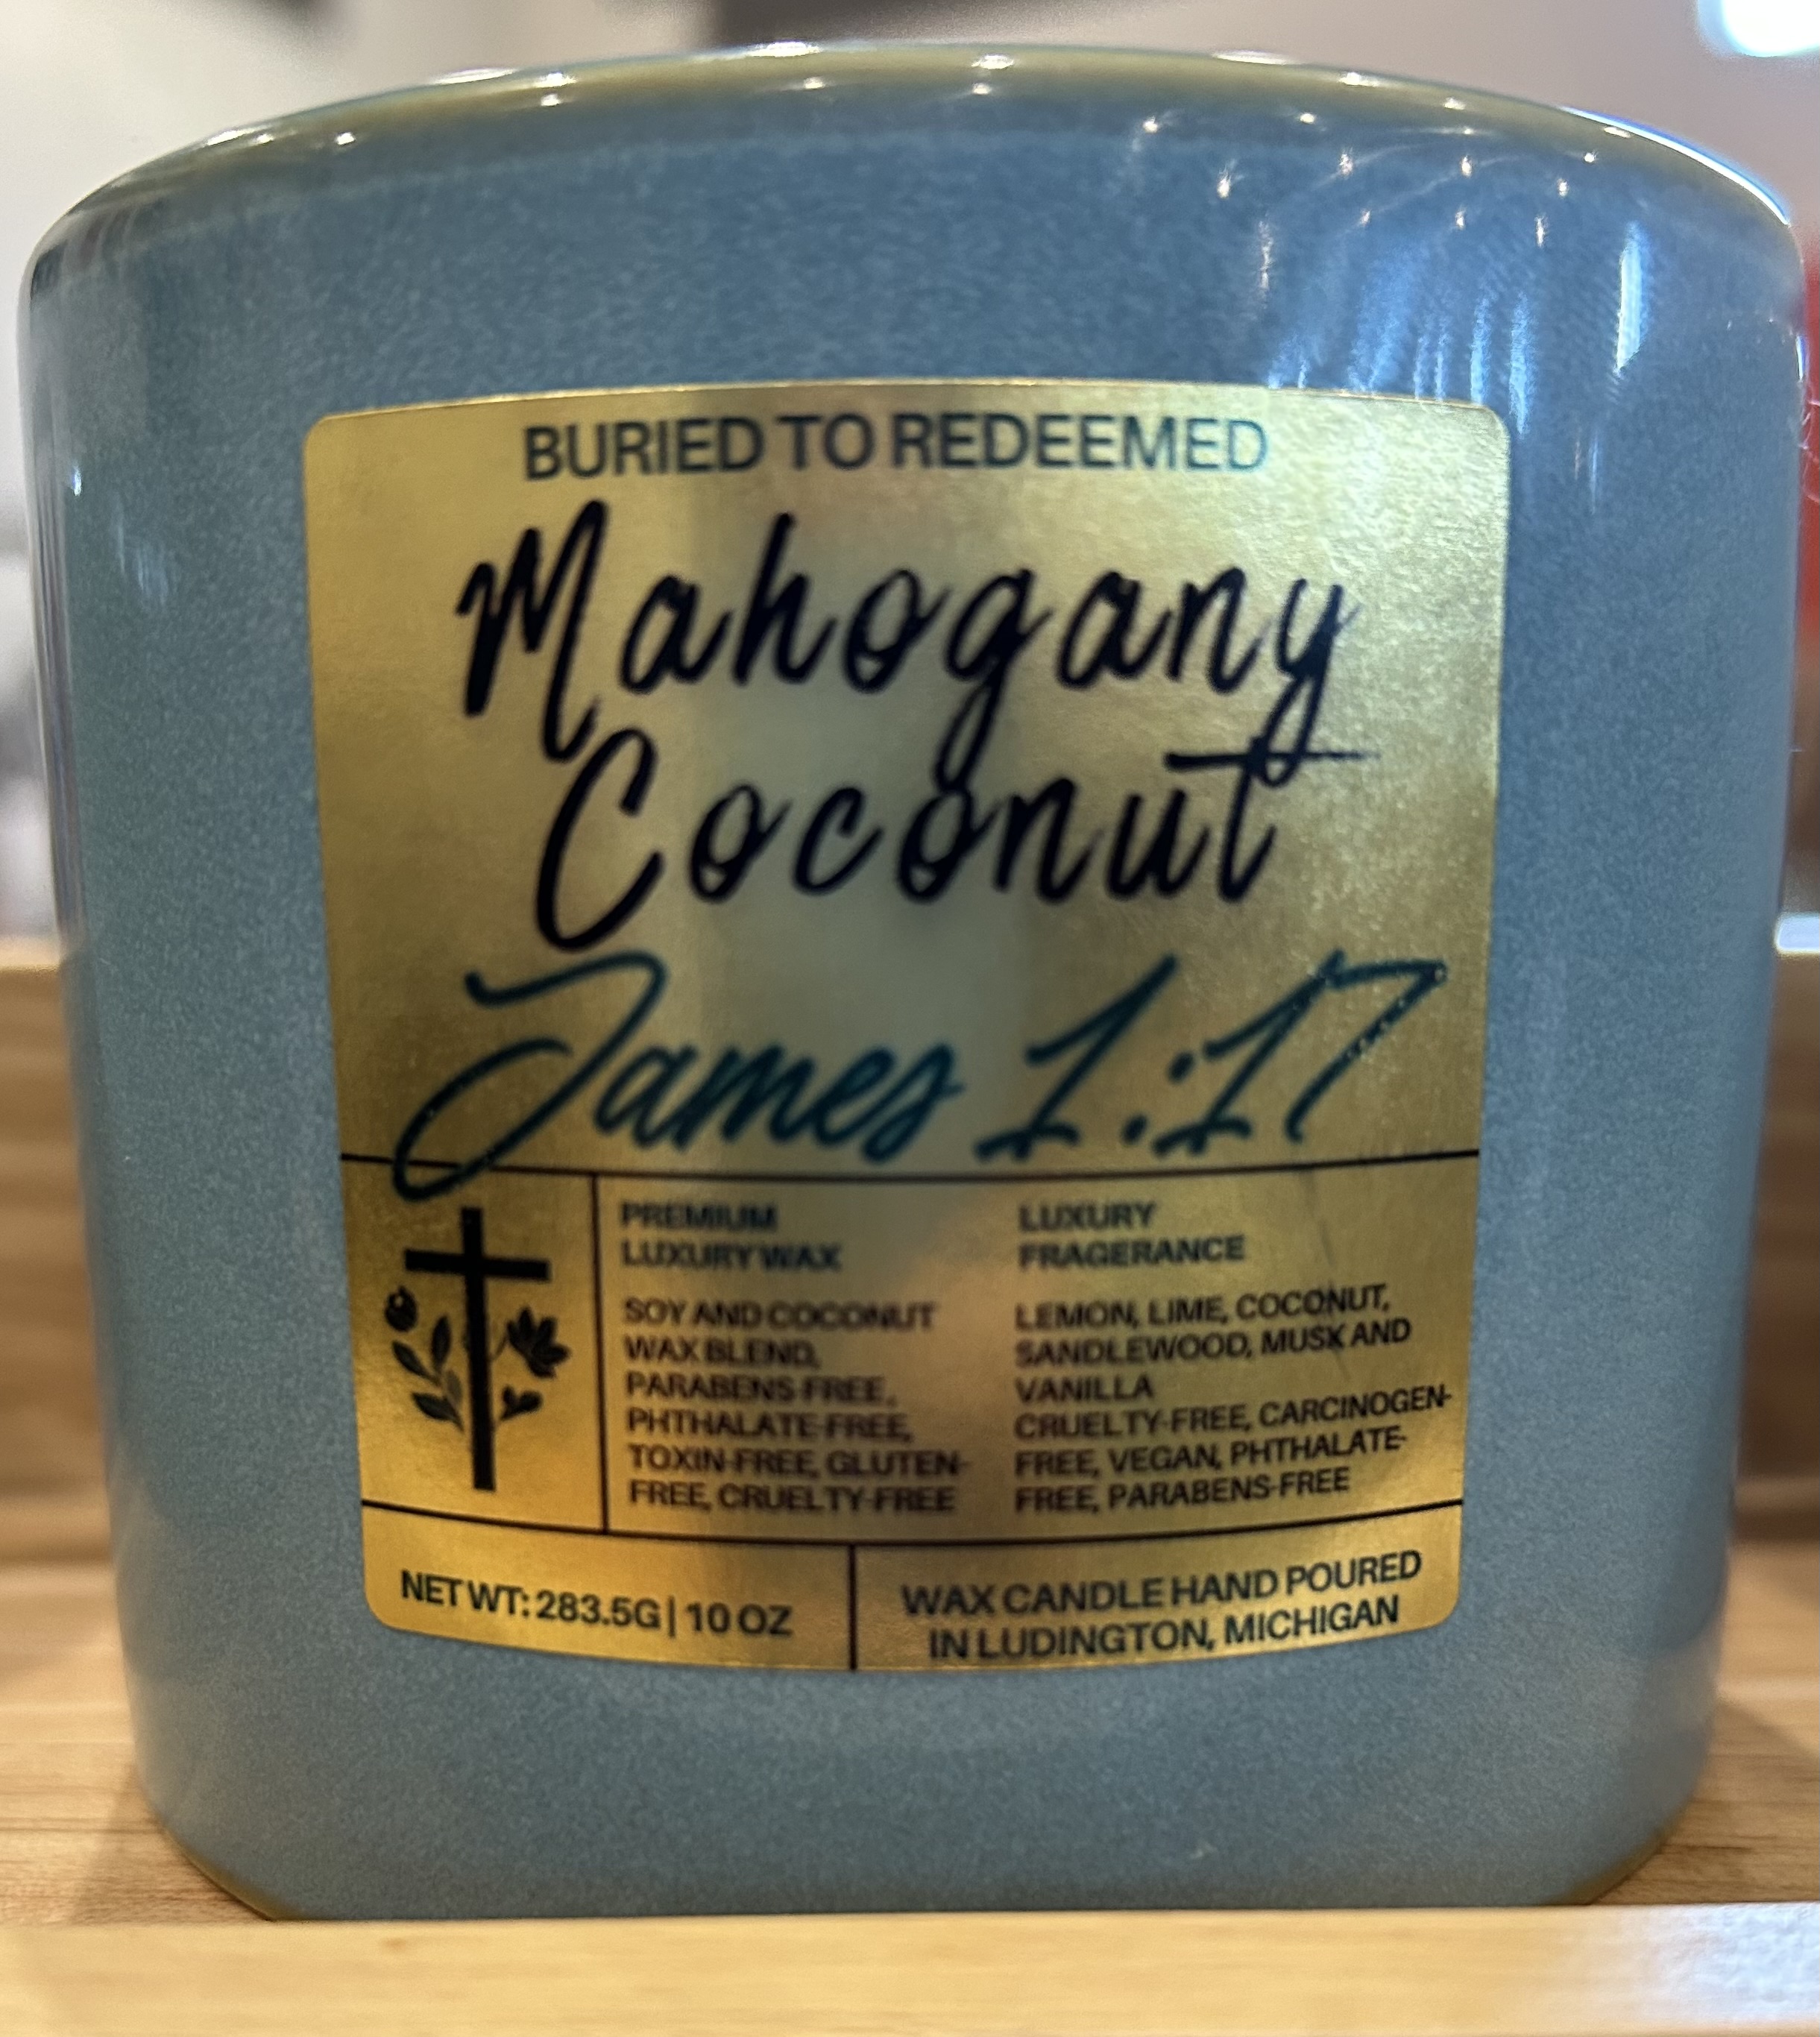 BURIED TO REDEEMED
Mahogany
Coconut
James 1:17
PREMIUM
LUXURY WAX
SOY AND COCONUT
WAX BLEND,
PARABENS-FREE,
PHTHALATE-FREE,
TOXIN-FREE, GLUTEN-
FREE, CRUELTY-FREE
LUXURY
FRAGERANCE
LEMON, LIME, COCONUT,
SANDLEWOOD, MUSK AND
VANILLA
CRUELTY-FREE, CARCINOGEN-
FREE, VEGAN, PHTHALATE-
FREE, PARABENS-FREE
NET WT: 283.5G | 10 OZ
WAX CANDLE HAND POURED
IN LUDINGTON, MICHIGAN